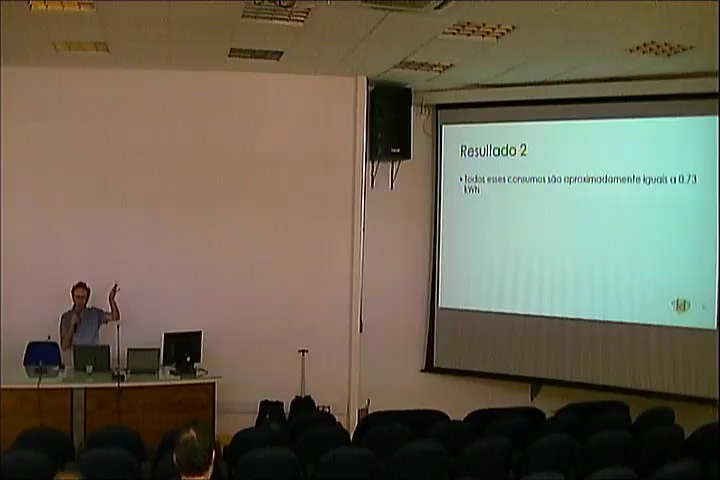 Resultado 2
• Todos esses consumos são aproximadamente iguais a 0.73
kWh